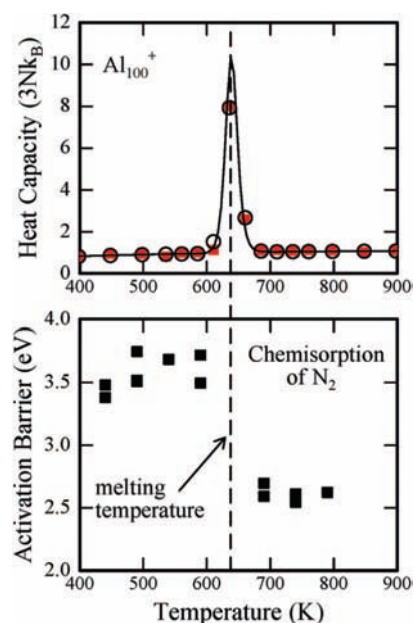 12
10
8
6
4
2
0
Heat Capacity (3Nk_B)
Al₁₀₀⁺
400 500 600 700 800 900
4.0
3.5
3.0
2.5
2.0
Activation Barrier (eV)
Chemisorption
of N₂
melting
temperature
400 500 600 700 800 900
Temperature (K)